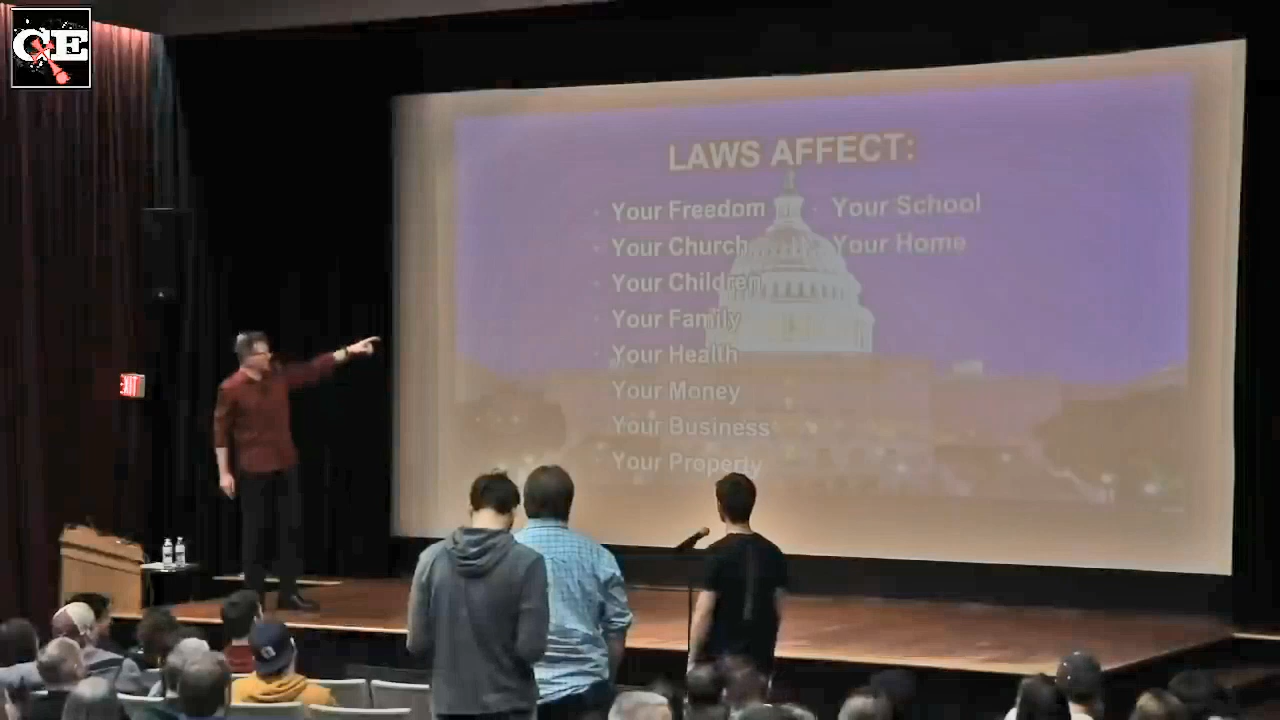 CE
LAWS AFFECT:
Your Freedom
Your Church
Your Children
Your Family
Your Health
Your Money
Your Business
Your Property
Your School
Your Home
EXIT